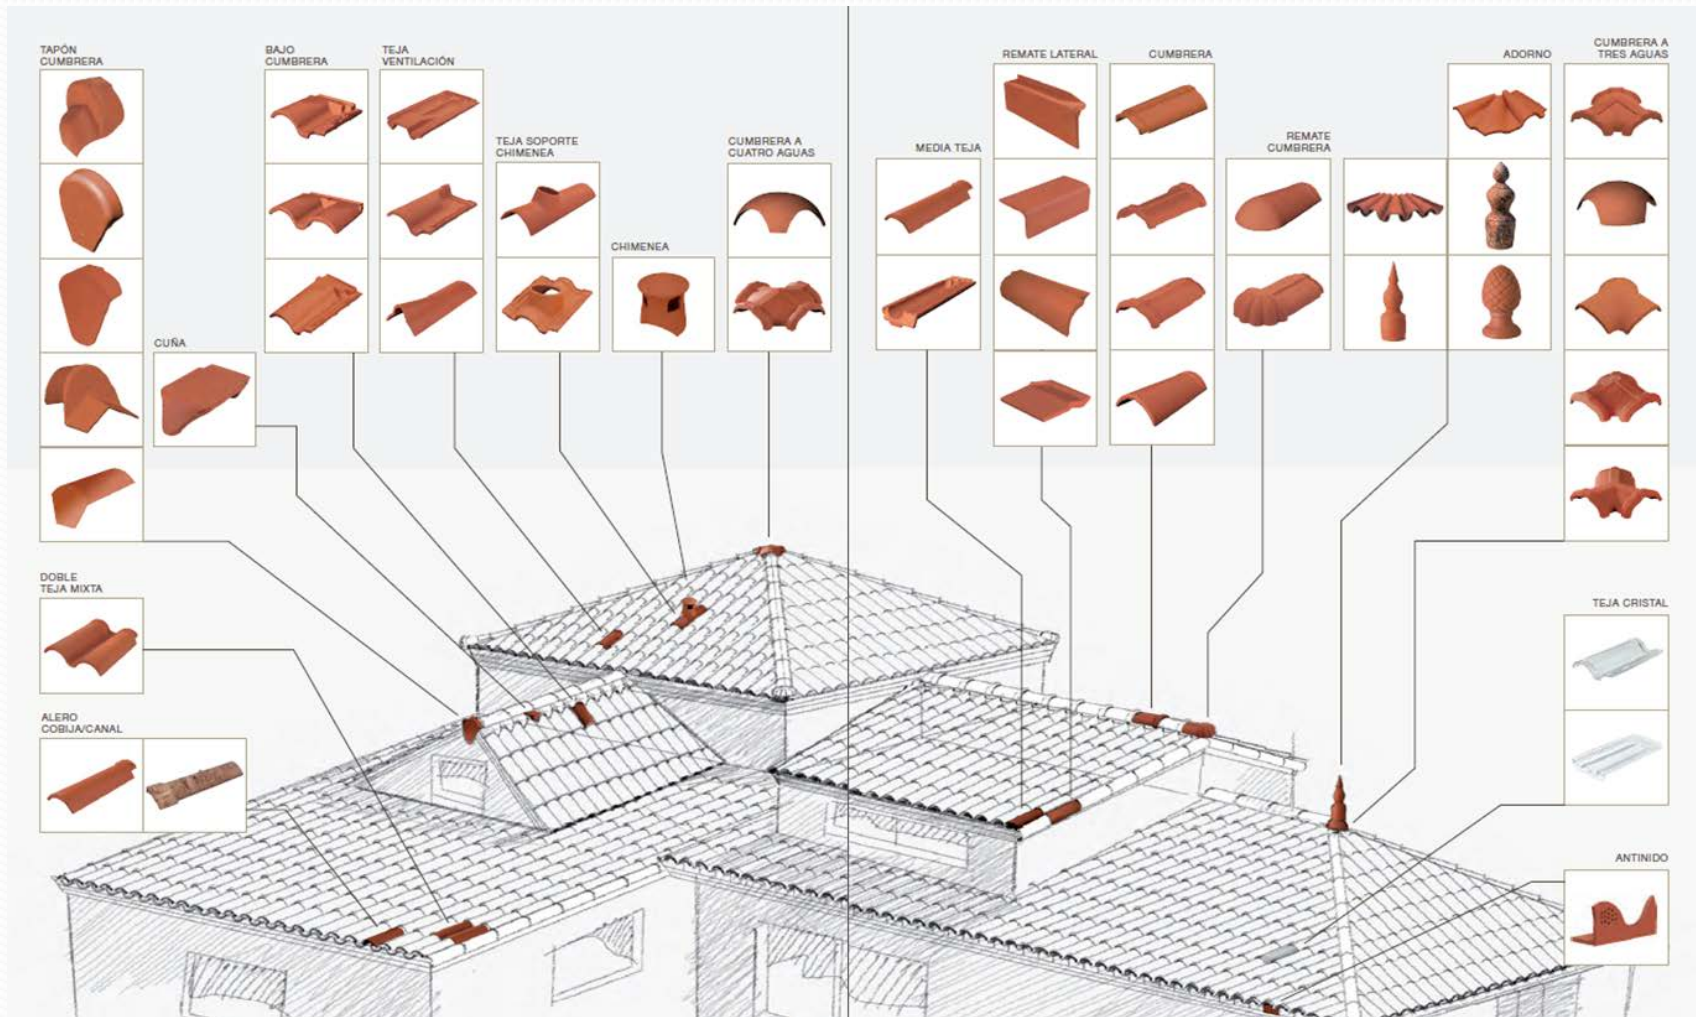 TAPÓN
CUMBRERA
BAJO
CUMBRERA
TEJA
VENTILACIÓN
TEJA SOPORTE
CHIMENEA
CHIMENEA
CUMBRERA A
CUATRO AGUAS
MEDIA TEJA
REMATE LATERAL
CUMBRERA
REMATE
CUMBRERA
ADORNO
CUMBRERA A
TRES AGUAS
CUÑA
DOBLE
TEJA MIXTA
ALERO
COBIJA/CANAL
TEJA CRISTAL
ANTINIDO